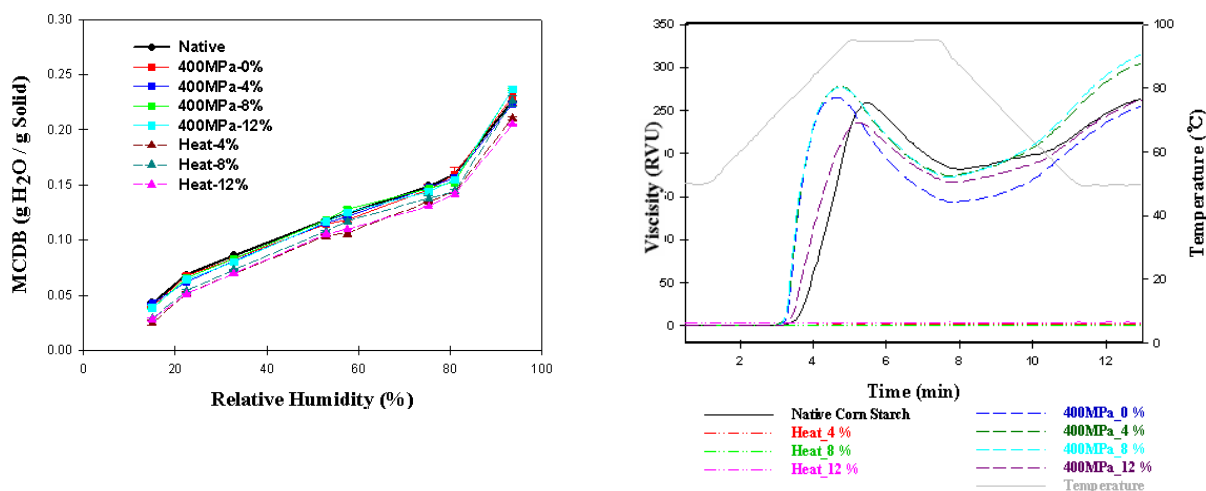 0.30
0.25
0.20
0.15
0.10
0.05
0.00
MCDB (g H2O / g Solid)
Native
400MPa-0%
400MPa-4%
400MPa-8%
400MPa-12%
Heat-4%
Heat-8%
Heat-12%
0 20 40 60 80 100
Relative Humidity (%)
350
300
250
50
0
Viscisity (RVU)
100
80
60
40
20
0
Temperature (℃)
2 4 6 8 10 12
Time (min)
Native Corn Starch
Heat_4 %
Heat_8 %
Heat_12 %
400MPa_0 %
400MPa_4 %
400MPa_8 %
400MPa_12 %
Temperature